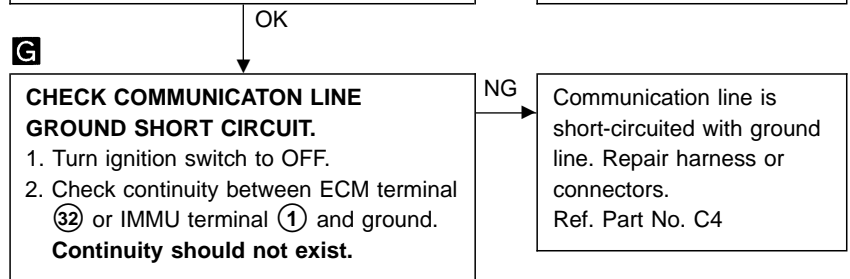 OK
G
CHECK COMMUNICATON LINE
GROUND SHORT CIRCUIT.
1. Turn ignition switch to OFF.
2. Check continuity between ECM terminal
32 or IMMU terminal 1 and ground.
Continuity should not exist.
NG
Communication line is
short-circuited with ground
line. Repair harness or
connectors.
Ref. Part No. C4